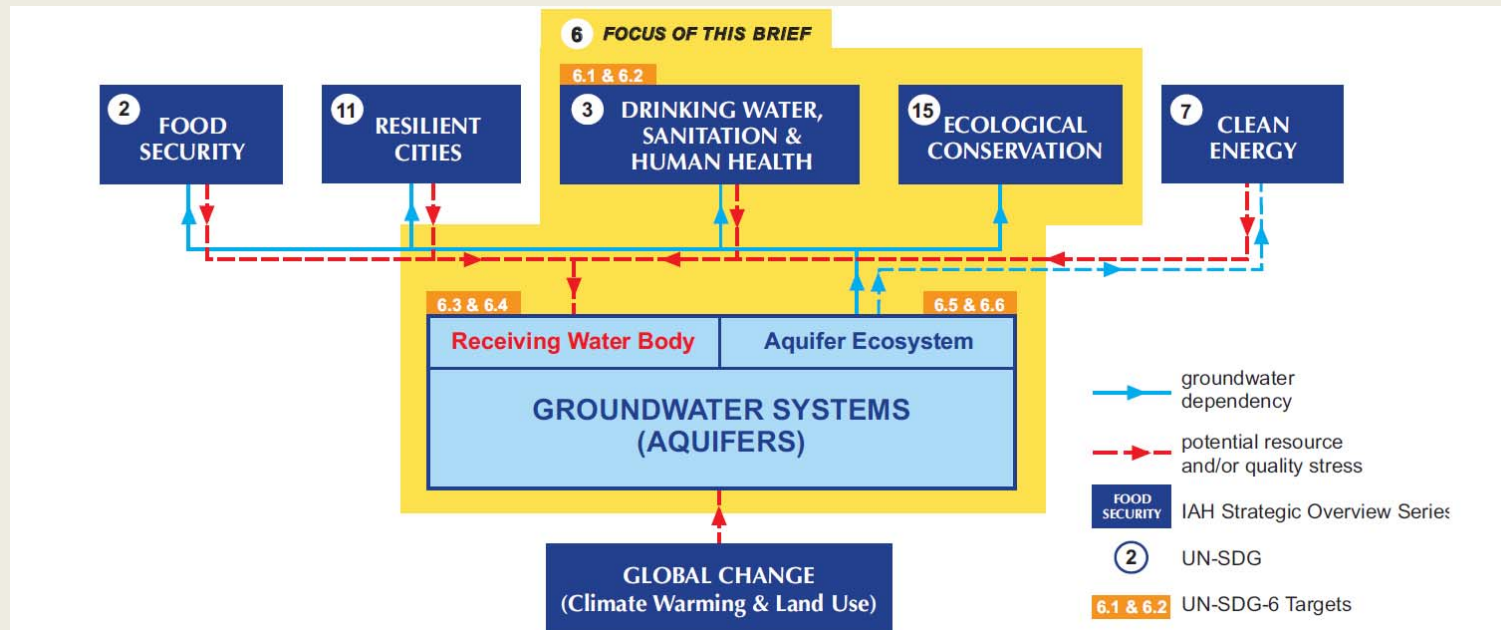 6 FOCUS OF THIS BRIEF
6.1 & 6.2
2 FOOD
SECURITY
11 RESILIENT
CITIES
3 DRINKING WATER,
SANITATION &
HUMAN HEALTH
15 ECOLOGICAL
CONSERVATION
7 CLEAN
ENERGY
6.3 & 6.4
6.5 & 6.6
Receiving Water Body
Aquifer Ecosystem
GROUNDWATER SYSTEMS
(AQUIFERS)
GLOBAL CHANGE
(Climate Warming & Land Use)
groundwater
dependency
potential resource
and/or quality stress
FOOD
SECURITY
IAH Strategic Overview Series
2 UN-SDG
6.1 & 6.2 UN-SDG-6 Targets